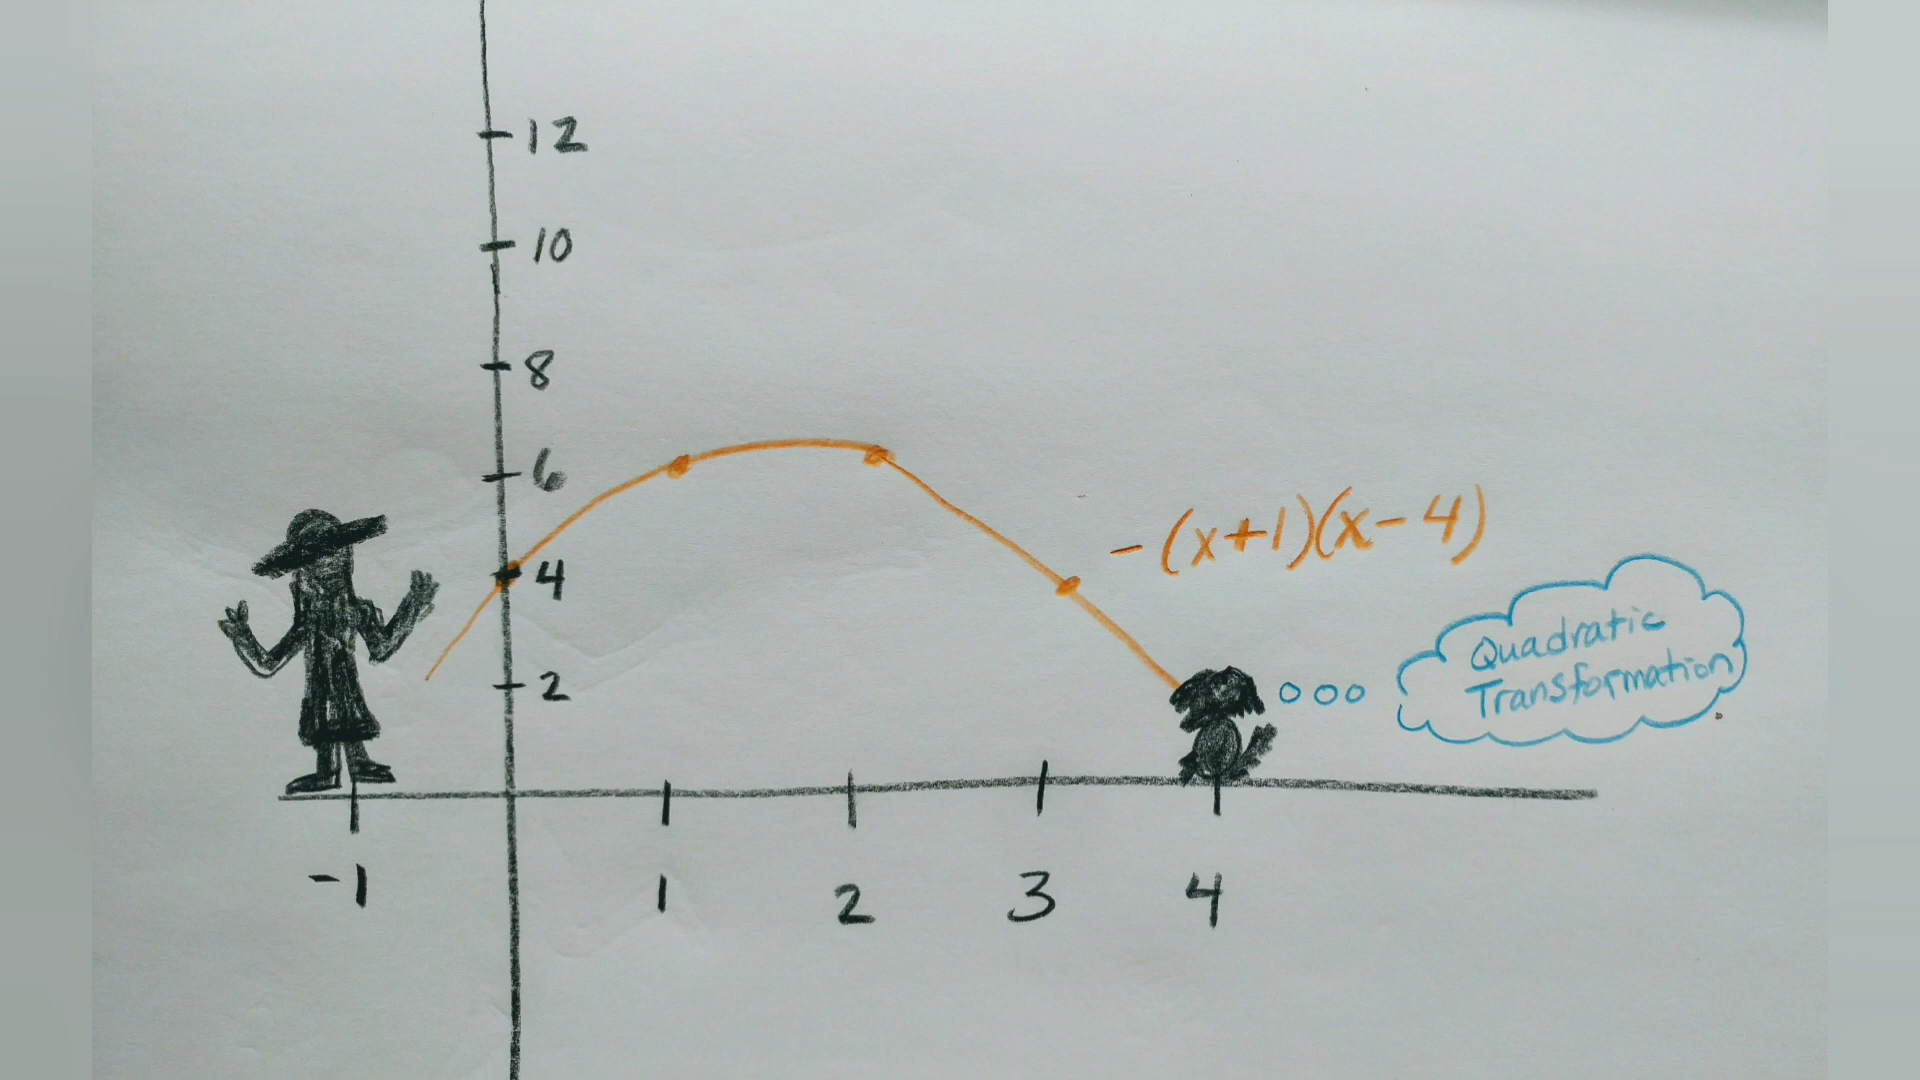 12
10
8
6
4
2
-(x+1)(x-4)
Quadratic
Transformation
-1 1 2 3 4